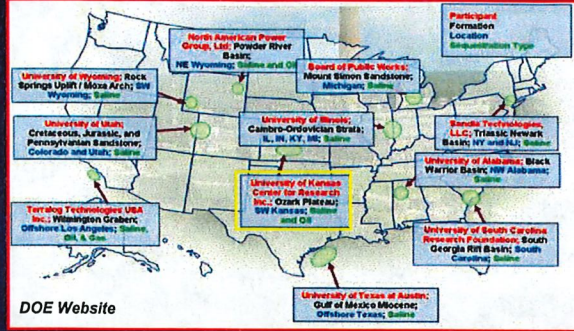 Participant
Formation
Location
Sequestration Type
North American Power
Group, Ltd; Powder River
Basin;
NE Wyoming; Saline and Oil
Board of Public Works;
Mount Simon Sandstone;
Michigan; Saline
University of Wyoming; Rock
Springs Uplift / Moxa Arch; SW
Wyoming; Saline
University of Utah;
Cretaceous, Jurassic, and
Pennsylvanian Sandstone;
Colorado and Utah; Saline
University of Illinois;
Cambro-Ordovician Strata;
IL, IN, KY, MI; Saline
Sandia Technologies,
LLC; Triassic Newark
Basin; NY and NJ; Saline
University of Alabama; Black
Warrior Basin; NW Alabama;
Saline
University of Kansas
Center for Research
Inc.; Ozark Plateau;
SW Kansas; Saline
and Oil
Terralog Technologies USA
Inc.; Wilmington Graben;
Offshore Los Angeles; Saline,
Oil, & Gas
University of South Carolina
Research Foundation; South
Georgia Rift Basin; South
Carolina; Saline
University of Texas at Austin;
Gulf of Mexico Miocene;
Offshore Texas; Saline
DOE Website